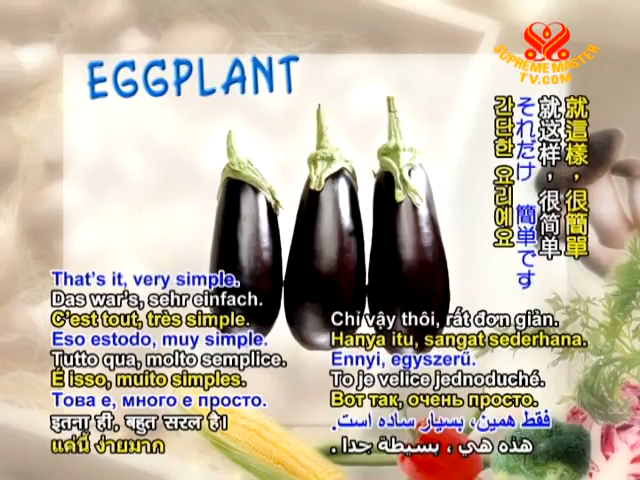 EGGPLANT
SUPREME MASTER
TV.COM
就這樣，很簡單
就这样，很简单
それだけ 簡単です
간단한 요리에요
That's it, very simple.
Das war's, sehr einfach.
C'est tout, très simple.
Eso estodo, muy simple.
Tutto qua, molto semplice.
É isso, muito simples.
Това е, много е просто.
इतना ही, बहुत सरल है।
แค่นี้ ง่ายมาก
Chỉ vậy thôi, rất đơn giản.
Hanya itu, sangat sederhana.
Ennyi, egyszerű.
To je velice jednoduché.
Вот так, очень просто.
فقط همین، بسیار ساده است.
هذه هي ، بسيطة جدا .